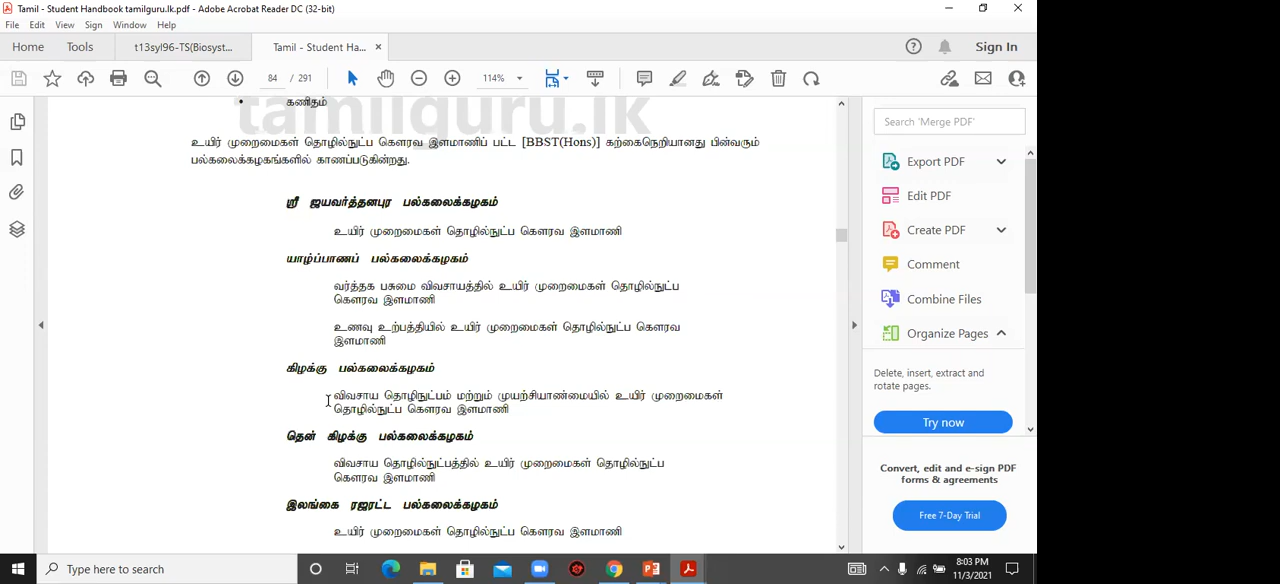 Tamil - Student Handbook tamilguru.lk.pdf - Adobe Acrobat Reader DC (32-bit)
File Edit View Sign Window Help
Home Tools t13syl96-TS(Biosyst... Tamil - Student Ha... × Sign In
84 / 291 114%
tamilguru.lk
• கணிதம்
உயிர் முறைமைகள் தொழில்நுட்ப கௌரவ இளமாணிப் பட்ட [BBST(Hons)] கற்கைநெறியானது பின்வரும்
பல்கலைக்கழகங்களில் காணப்படுகின்றது.
ஸ்ரீ ஜயவர்த்தனபுர பல்கலைக்கழகம்
உயிர் முறைமைகள் தொழில்நுட்ப கௌரவ இளமாணி
யாழ்ப்பாணப் பல்கலைக்கழகம்
வர்த்தக பசுமை விவசாயத்தில் உயிர் முறைமைகள் தொழில்நுட்ப
கௌரவ இளமாணி
உணவு உற்பத்தியில் உயிர் முறைமைகள் தொழில்நுட்ப கௌரவ
இளமாணி
கிழக்கு பல்கலைக்கழகம்
விவசாய தொழிநுட்பம் மற்றும் முயற்சியாண்மையில் உயிர் முறைமைகள்
தொழில்நுட்ப கௌரவ இளமாணி
தென் கிழக்கு பல்கலைக்கழகம்
விவசாய தொழில்நுட்பத்தில் உயிர் முறைமைகள் தொழில்நுட்ப
கௌரவ இளமாணி
இலங்கை ரஜரட்ட பல்கலைக்கழகம்
உயிர் முறைமைகள் தொழில்நுட்ப கௌரவ இளமாணி
Search 'Merge PDF'
Export PDF
Edit PDF
Create PDF
Comment
Combine Files
Organize Pages
Delete, insert, extract and
rotate pages.
Try now
Convert, edit and e-sign PDF
forms & agreements
Free 7-Day Trial
Type here to search
8:03 PM
11/3/2021